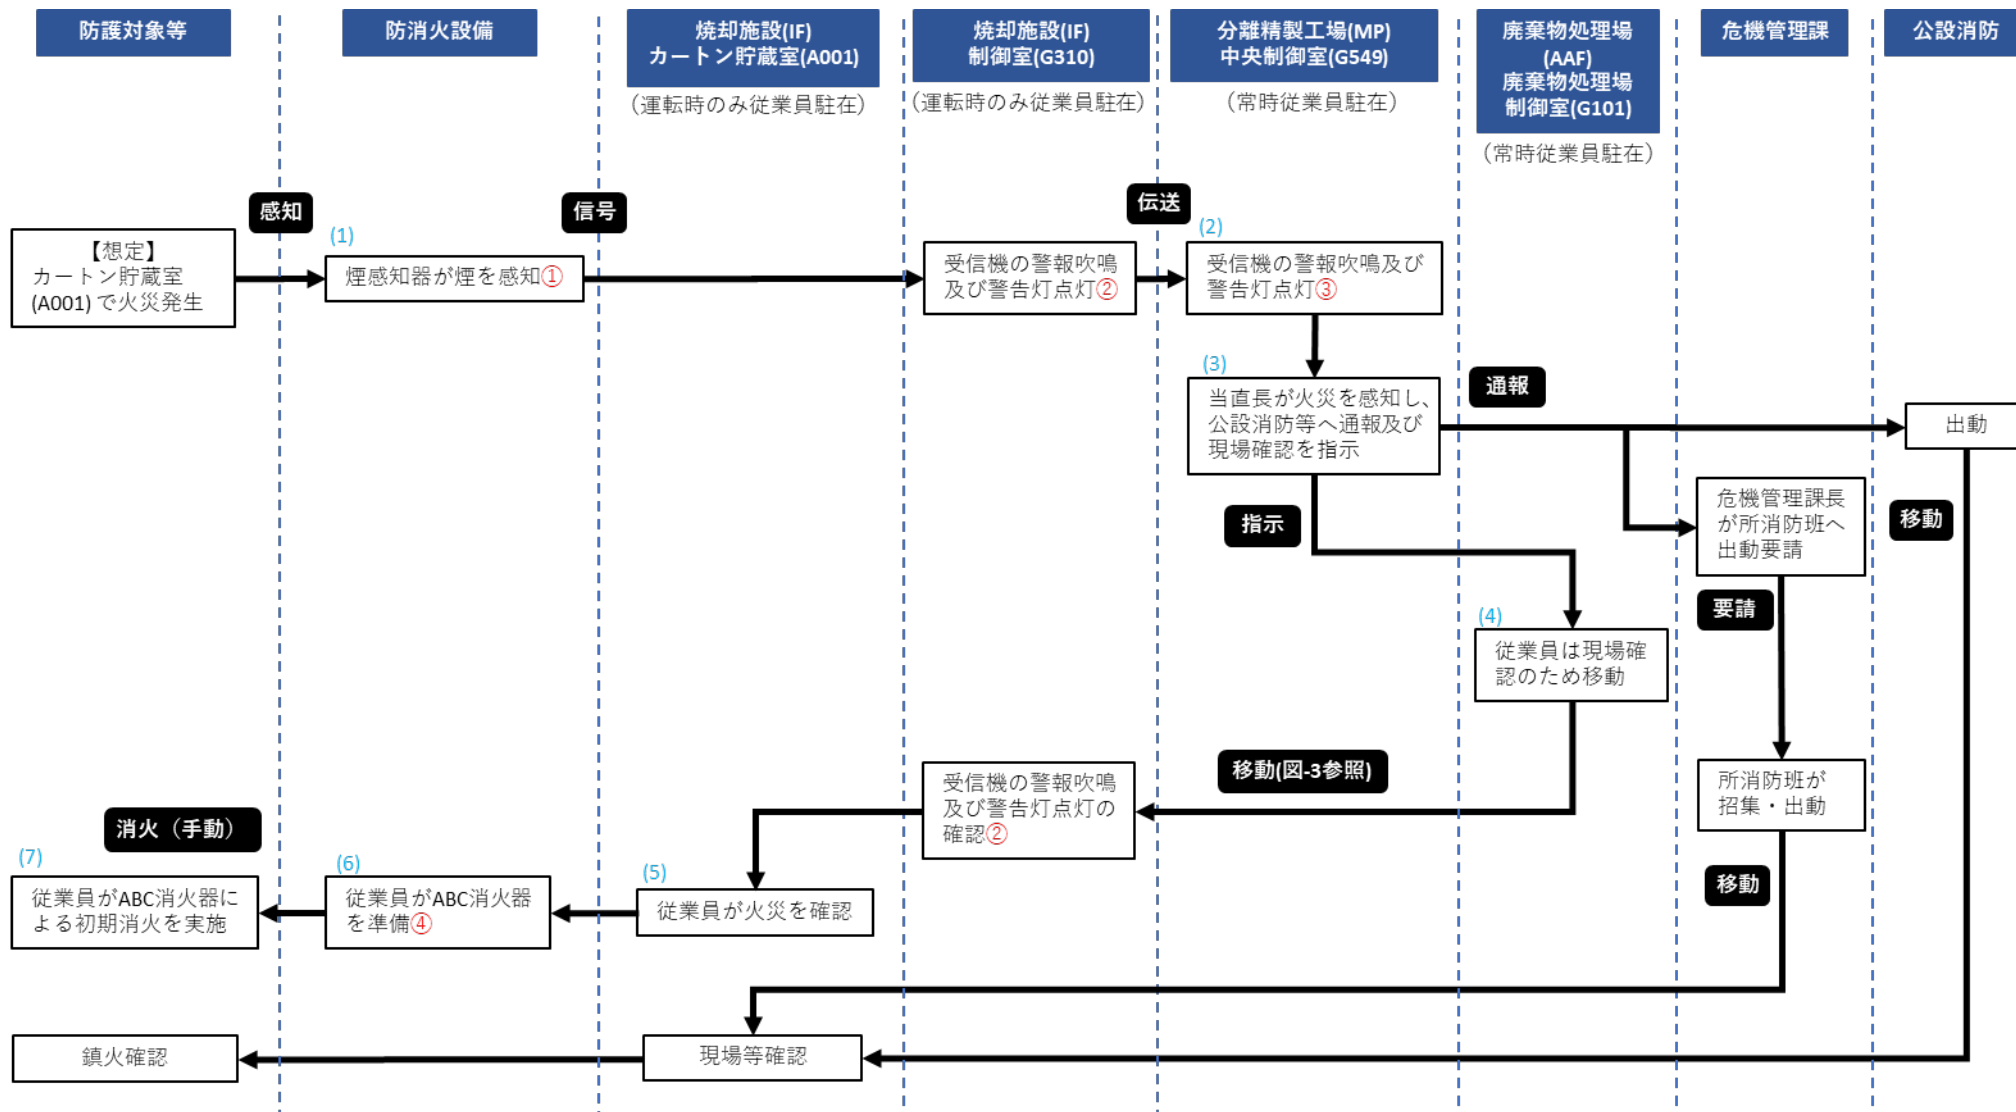 防護対象等
防消火設備
焼却施設(IF)
カートン貯蔵室(A001)
(運転時のみ従業員駐在)
焼却施設(IF)
制御室(G310)
(運転時のみ従業員駐在)
分離精製工場(MP)
中央制御室(G549)
(常時従業員駐在)
廃棄物処理場
(AAF)
廃棄物処理場
制御室(G101)
(常時従業員駐在)
危機管理課
公設消防
感知
信号
伝送
【想定】
カートン貯蔵室
(A001)で火災発生
(1)
煙感知器が煙を感知①
受信機の警報吹鳴
及び警告灯点灯②
(2)
受信機の警報吹鳴及び
警告灯点灯③
(3)
当直長が火災を感知し、
公設消防等へ通報及び
現場確認を指示
通報
出動
指示
危機管理課長
が所消防班へ
出動要請
移動
要請
(4)
従業員は現場確
認のため移動
移動(図-3参照)
受信機の警報吹鳴
及び警告灯点灯の
確認②
所消防班が
招集・出動
消火(手動)
(7)
従業員がABC消火器に
よる初期消火を実施
(6)
従業員がABC消火器
を準備④
(5)
従業員が火災を確認
移動
鎮火確認
現場等確認